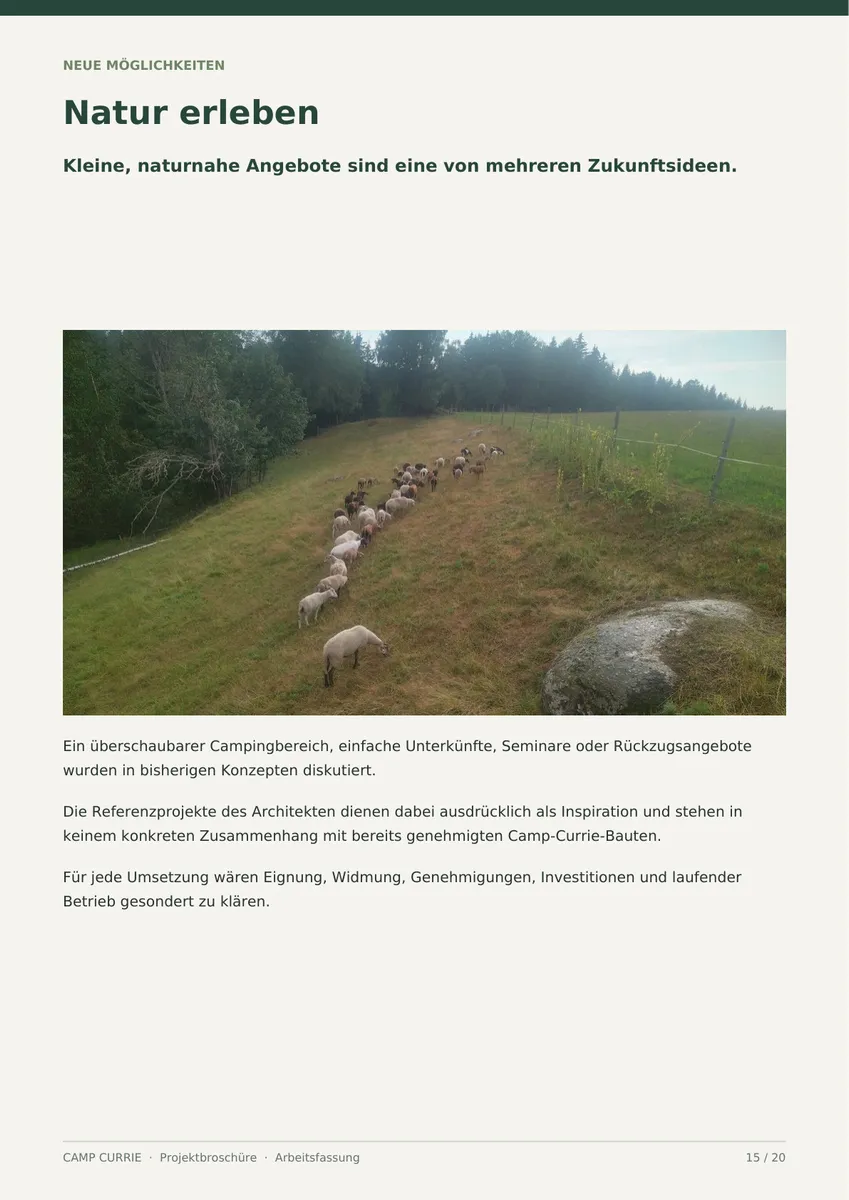 NEUE MÖGLICHKEITEN
Natur erleben
Kleine, naturnahe Angebote sind eine von mehreren Zukunftsideen.
Ein überschaubarer Campingbereich, einfache Unterkünfte, Seminare oder Rückzugsangebote
wurden in bisherigen Konzepten diskutiert.
Die Referenzprojekte des Architekten dienen dabei ausdrücklich als Inspiration und stehen in
keinem konkreten Zusammenhang mit bereits genehmigten Camp-Currie-Bauten.
Für jede Umsetzung wären Eignung, Widmung, Genehmigungen, Investitionen und laufender
Betrieb gesondert zu klären.
CAMP CURRIE · Projektbroschüre · Arbeitsfassung
15 / 20